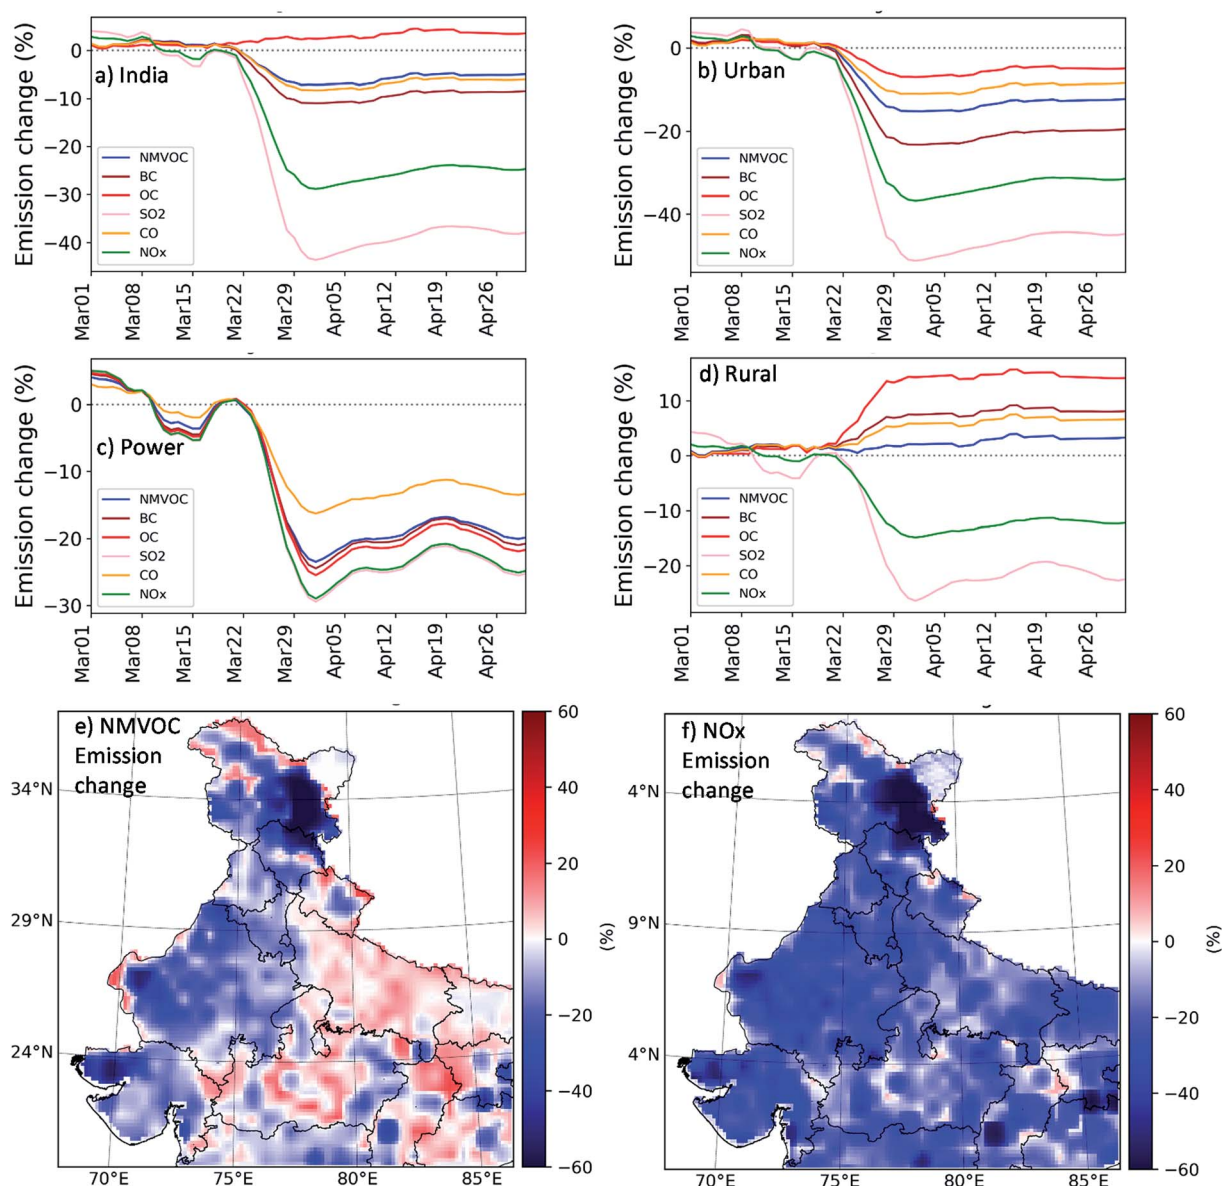 a) India
Emission change (%)
0
−10
−20
−30
−40
NMVOC
BC
OC
SO2
CO
NOx
Mar01
Mar08
Mar15
Mar22
Mar29
Apr05
Apr12
Apr19
Apr26
b) Urban
Emission change (%)
0
−20
−40
NMVOC
BC
OC
SO2
CO
NOx
Mar01
Mar08
Mar15
Mar22
Mar29
Apr05
Apr12
Apr19
Apr26
c) Power
Emission change (%)
0
−10
−20
−30
NMVOC
BC
OC
SO2
CO
NOx
Mar01
Mar08
Mar15
Mar22
Mar29
Apr05
Apr12
Apr19
Apr26
d) Rural
Emission change (%)
10
0
−10
−20
NMVOC
BC
OC
SO2
CO
NOx
Mar01
Mar08
Mar15
Mar22
Mar29
Apr05
Apr12
Apr19
Apr26
e) NMVOC
Emission
change
34°N
29°N
24°N
70°E
75°E
80°E
85°E
60
40
20
0
−20
−40
−60
(%)
f) NOx
Emission
change
4°N
9°N
4°N
70°E
75°E
80°E
85°E
60
40
20
0
−20
−40
−60
(%)